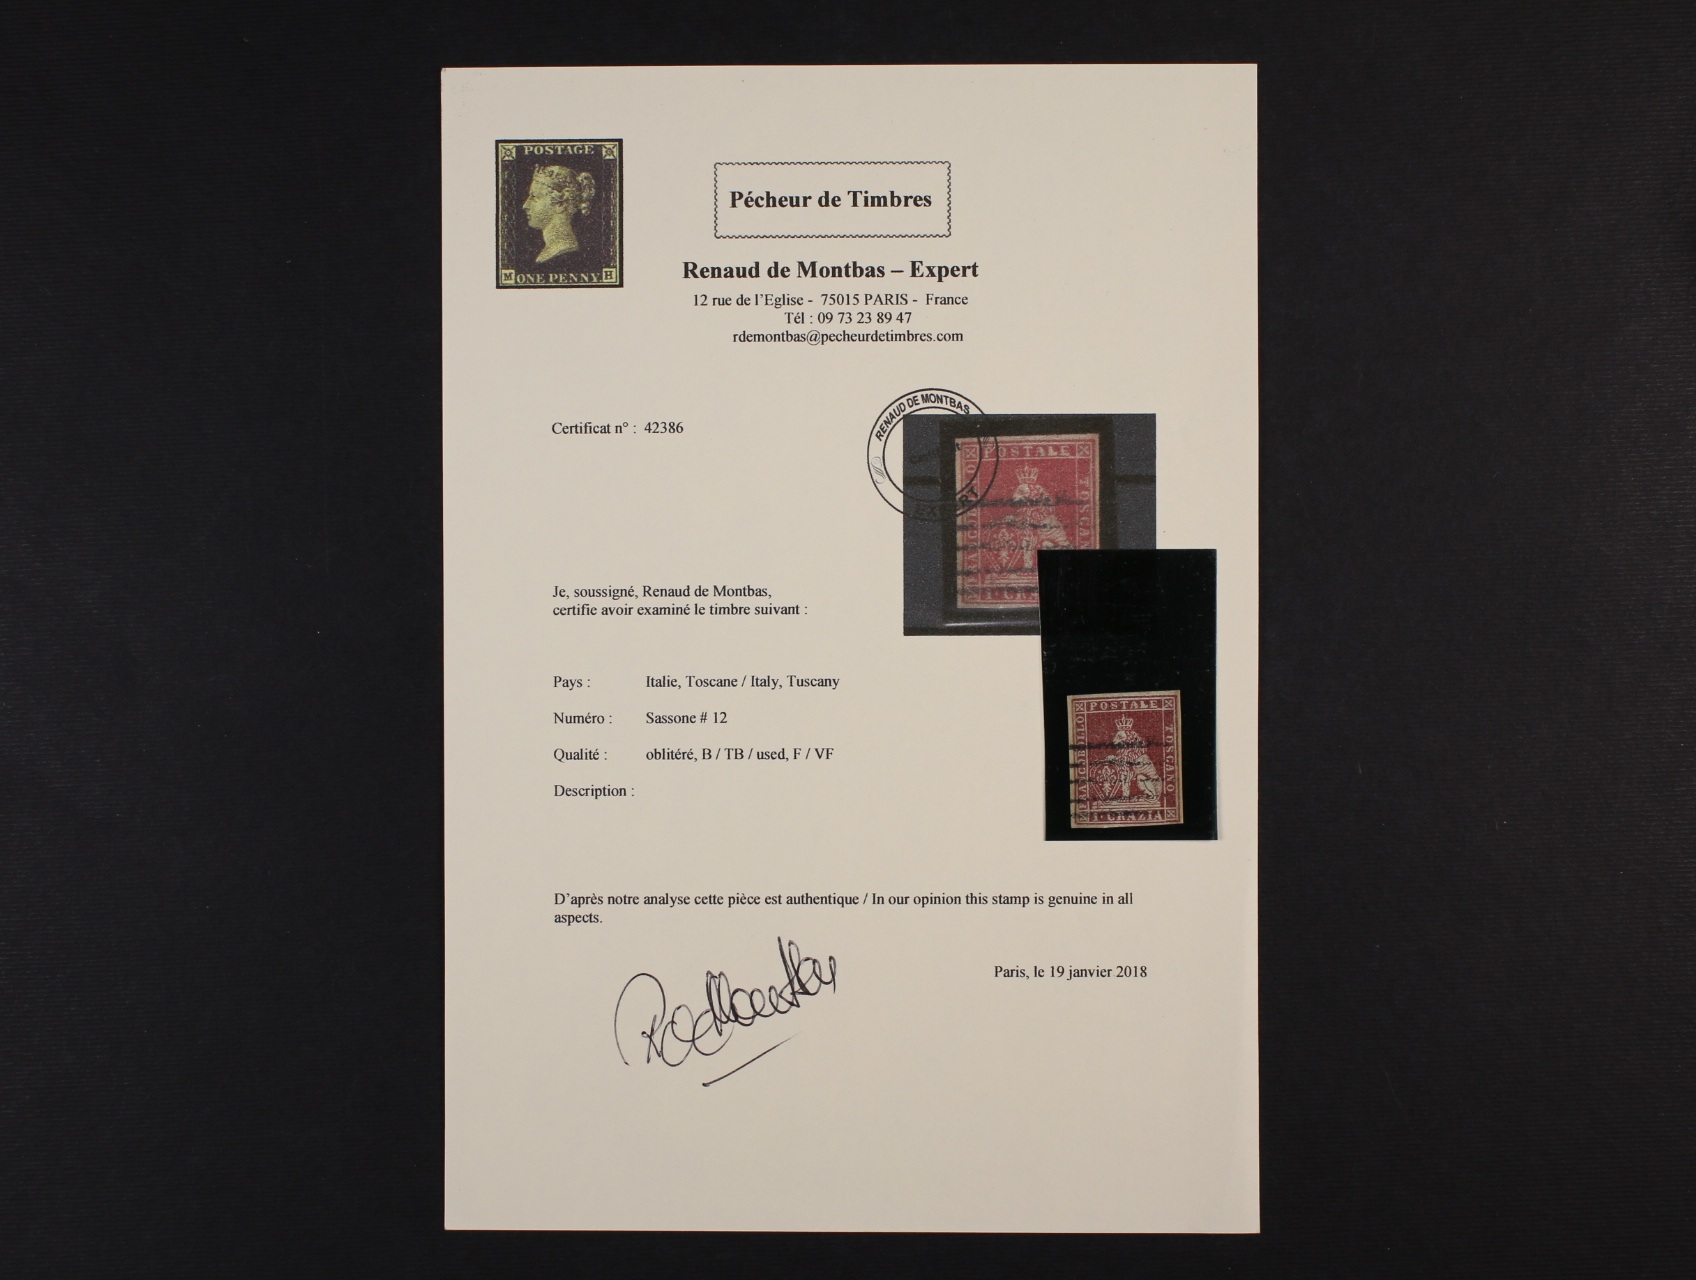 POSTAGE
M ONE PENNY. H
Pécheur de Timbres
Renaud de Montbas – Expert
12 rue de l'Eglise - 75015 PARIS - France
Tél : 09 73 23 89 47
rdemontbas@pecheurdetimbres.com
RENAUD DE MONTBAS
EXPERT
Certificat n° : 42386
POSTALE
TOSCAN
Je, soussigné, Renaud de Montbas,
certifie avoir examiné le timbre suivant :
Pays : Italie, Toscane / Italy, Tuscany
Numéro : Sassone # 12
Qualité : oblitéré, B / TB / used, F / VF
Description :
POSTALE
FRANCOBOLLO
TOSCANO
1 CRAZIA
D'après notre analyse cette pièce est authentique / In our opinion this stamp is genuine in all
aspects.
Paris, le 19 janvier 2018